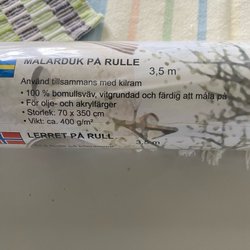 MÅLARDUK PÅ RULLE 3,5 m
Använd tillsammans med kilram
• 100 % bomullsväv, vitgrundad och färdig att måla på
• För olje- och akrylfärger
• Storlek: 70 x 350 cm
• Vikt: ca. 400 g/m²
LERRET PÅ RULL 3,5 m